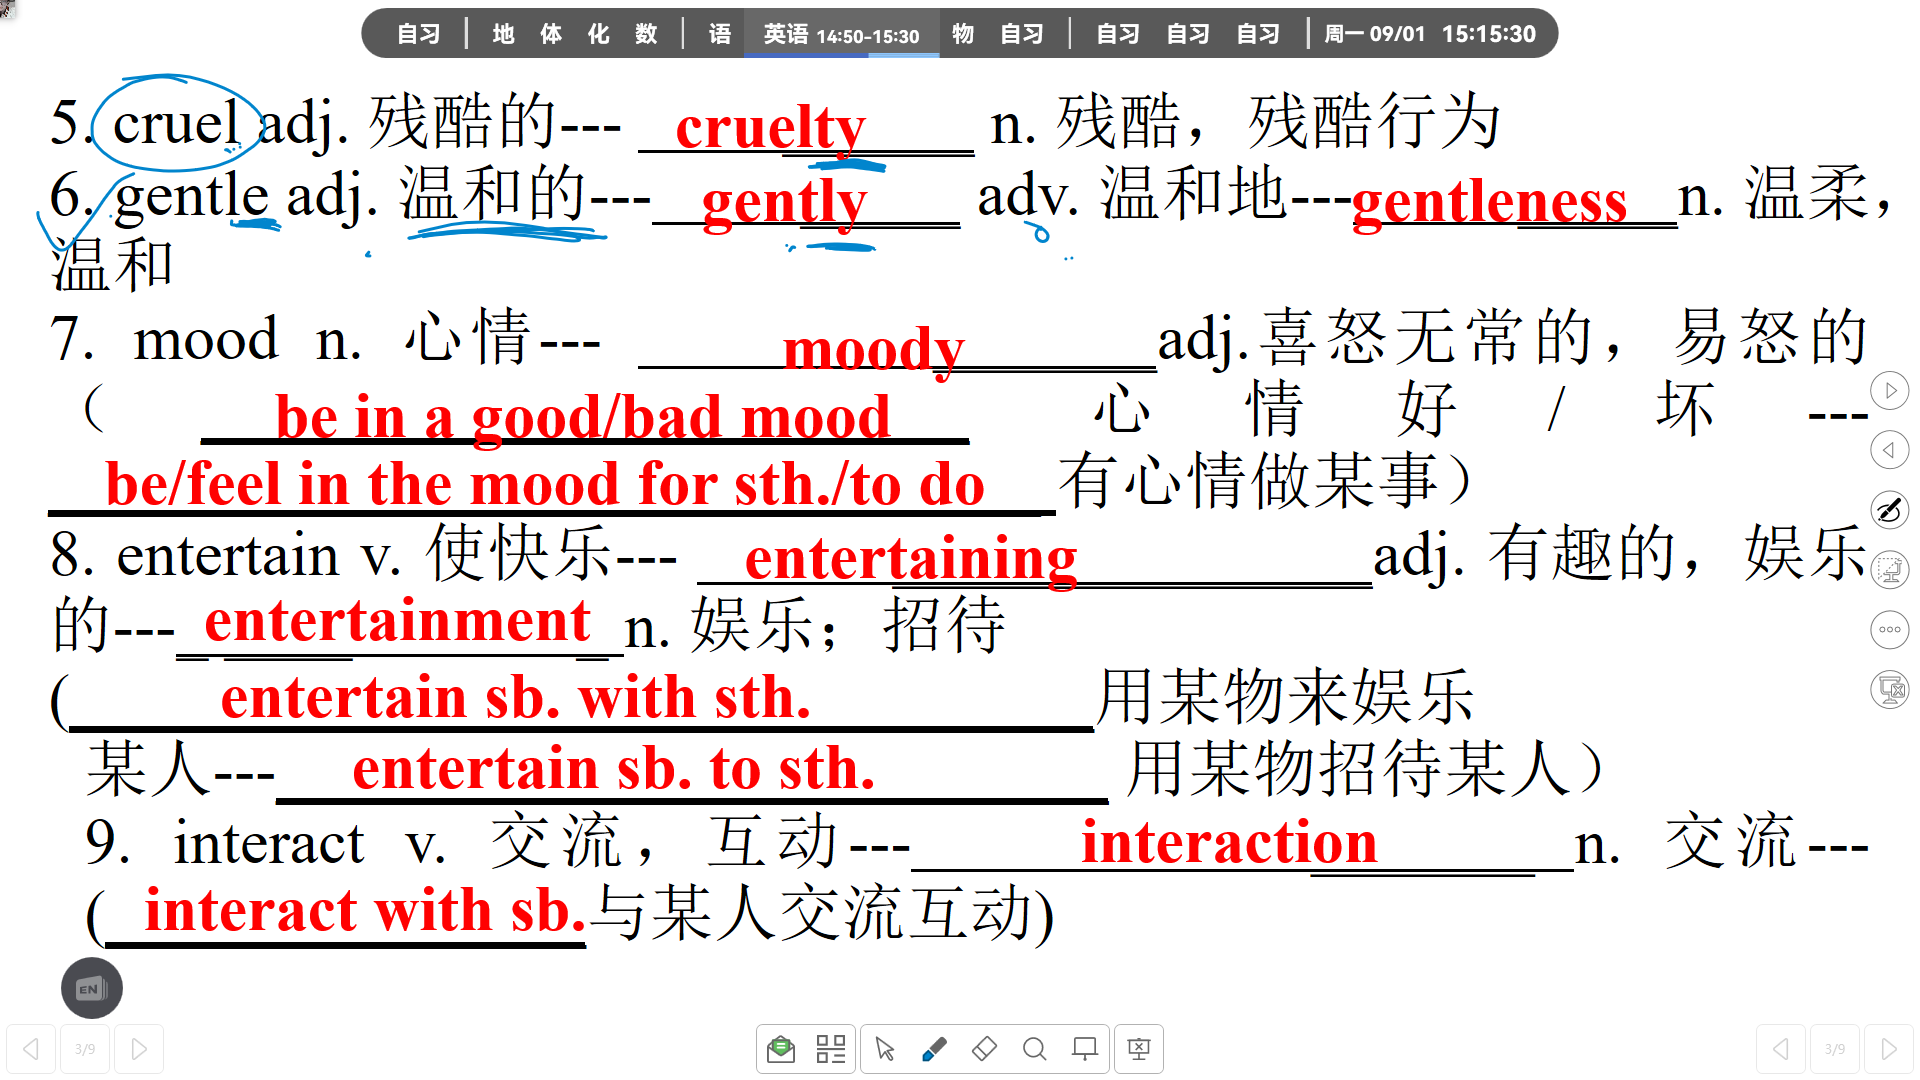 自习 | 地 体 化 数 | 语 英语 14:50-15:30 物 自习 | 自习 自习 自习 | 周一 09/01 15:15:30
5. cruel adj. 残酷的--- cruelty n. 残酷，残酷行为
6. gentle adj. 温和的--- gently adv. 温和地--- gentleness n. 温柔，
温和
7. mood n. 心情--- moody adj.喜怒无常的，易怒的
（ be in a good/bad mood 心情好/坏---
be/feel in the mood for sth./to do 有心情做某事）
8. entertain v. 使快乐--- entertaining adj. 有趣的，娱乐
的--- entertainment n. 娱乐；招待
( entertain sb. with sth. 用某物来娱乐
某人--- entertain sb. to sth. 用某物招待某人）
9. interact v. 交流，互动--- interaction n. 交流---
( interact with sb. 与某人交流互动)
EN
3/9 3/9